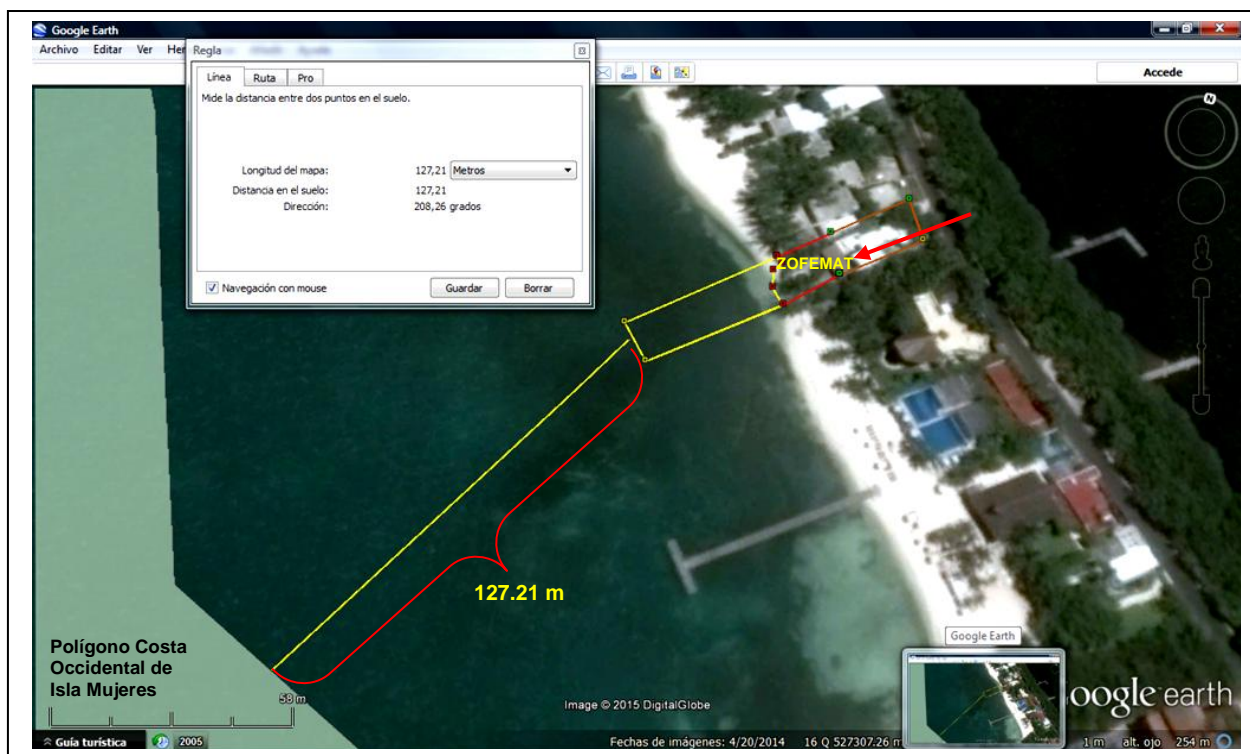 Google Earth
Archivo Editar Ver Her
Regla
Línea Ruta Pro
Mide la distancia entre dos puntos en el suelo.
Longitud del mapa: 127,21 Metros
Distancia en el suelo: 127,21
Dirección: 208,26 grados
Navegación con mouse Guardar Borrar
Accede
N
ZOFEMAT
127.21 m
Polígono Costa
Occidental de
Isla Mujeres
58 m
Google Earth
Image © 2015 DigitalGlobe
oogle earth
Guía turística 2005 Fechas de imágenes: 4/20/2014 16 Q 527307.26 m 1 m alt. ojo 254 m